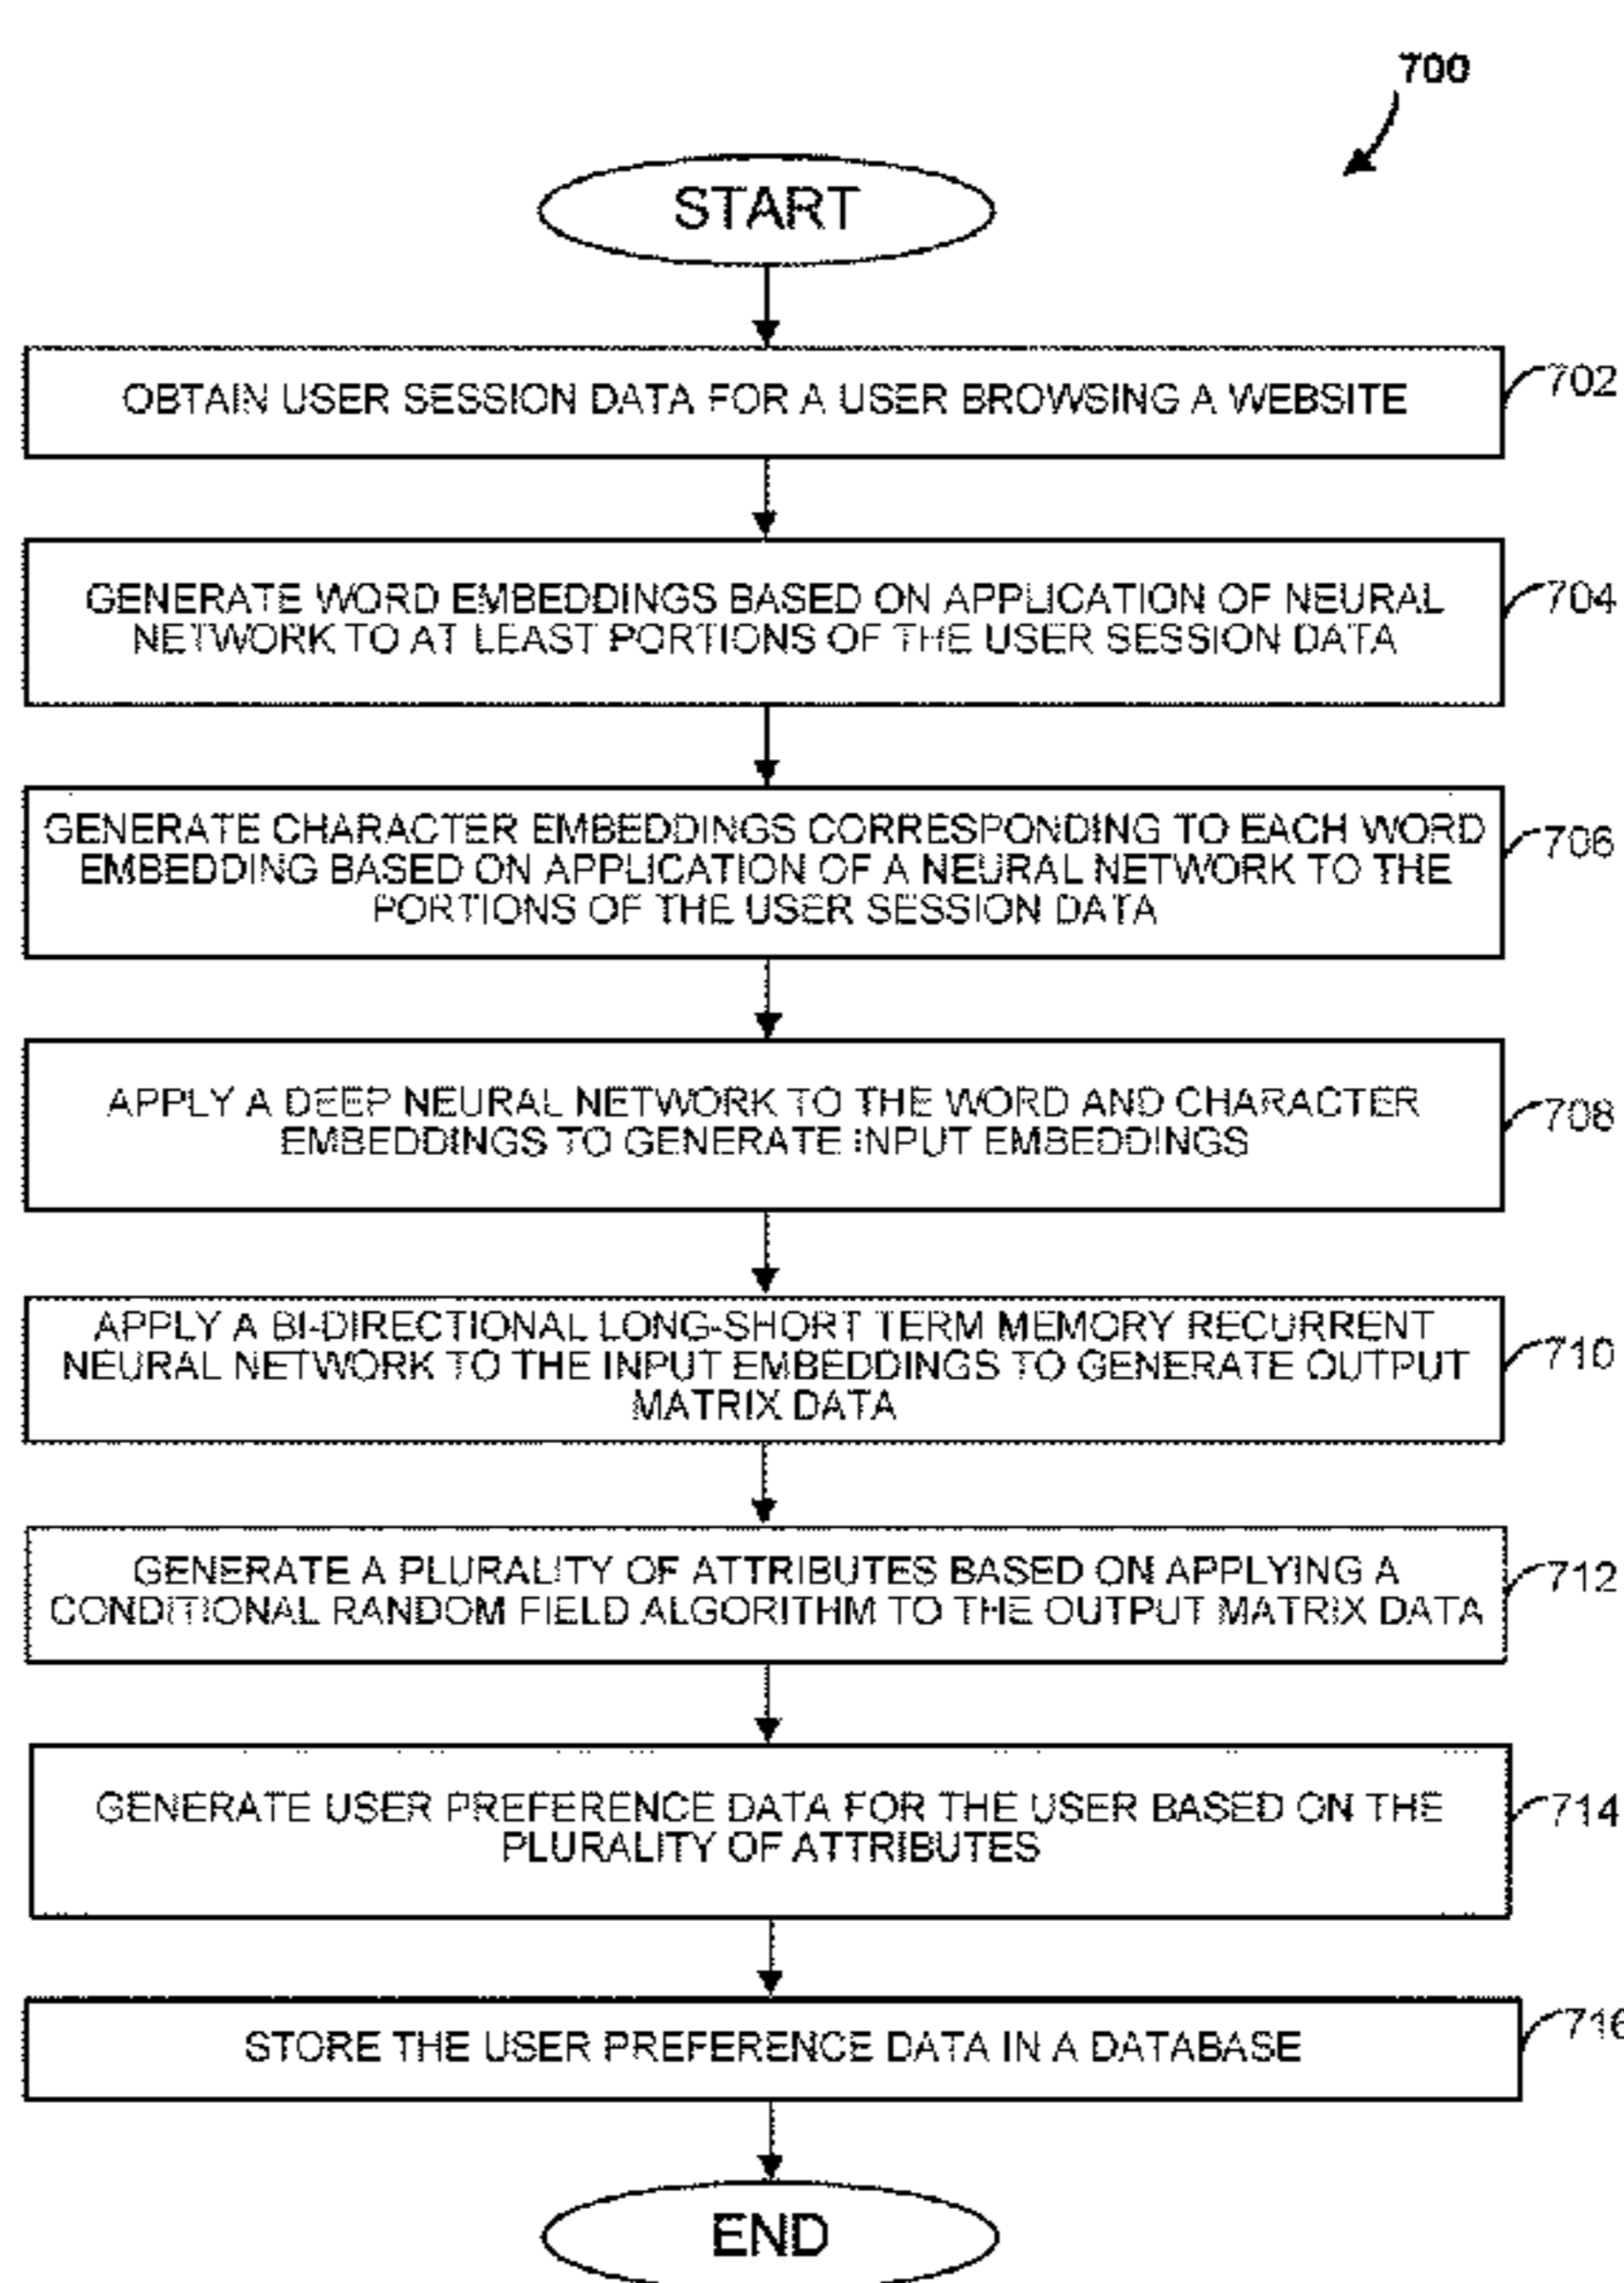 700
START
OBTAIN USER SESSION DATA FOR A USER BROWSING A WEBSITE
702
GENERATE WORD EMBEDDINGS BASED ON APPLICATION OF NEURAL
NETWORK TO AT LEAST PORTIONS OF THE USER SESSION DATA
704
GENERATE CHARACTER EMBEDDINGS CORRESPONDING TO EACH WORD
EMBEDDING BASED ON APPLICATION OF A NEURAL NETWORK TO THE
PORTIONS OF THE USER SESSION DATA
706
APPLY A DEEP NEURAL NETWORK TO THE WORD AND CHARACTER
EMBEDDINGS TO GENERATE INPUT EMBEDDINGS
708
APPLY A BI-DIRECTIONAL LONG-SHORT TERM MEMORY RECURRENT
NEURAL NETWORK TO THE INPUT EMBEDDINGS TO GENERATE OUTPUT
MATRIX DATA
710
GENERATE A PLURALITY OF ATTRIBUTES BASED ON APPLYING A
CONDITIONAL RANDOM FIELD ALGORITHM TO THE OUTPUT MATRIX DATA
712
GENERATE USER PREFERENCE DATA FOR THE USER BASED ON THE
PLURALITY OF ATTRIBUTES
714
STORE THE USER PREFERENCE DATA IN A DATABASE
716
END